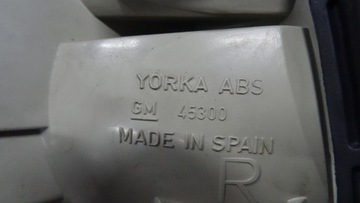 YORKA ABS
GM 45300
MADE IN SPAIN
R